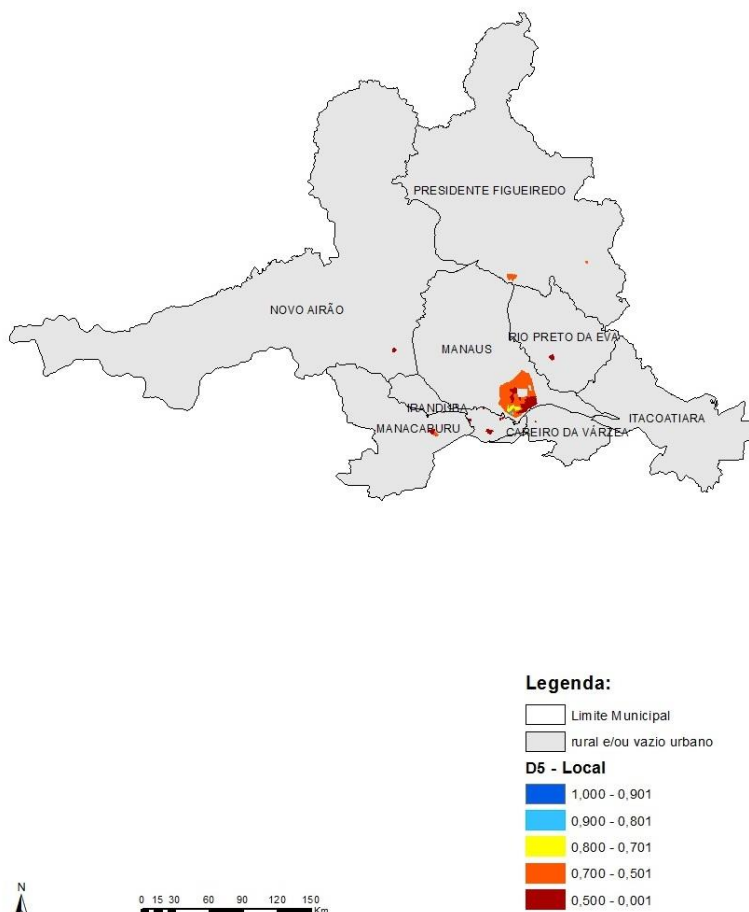 PRESIDENTE FIGUEIREDO
NOVO AIRÃO
MANAUS
RIO PRETO DA EVA
IRANDUBA
ITACOATIARA
MANACAPURU
CAREIRO DA VÁRZEA
Legenda:
Limite Municipal
rural e/ou vazio urbano
D5 - Local
1,000 - 0,901
0,900 - 0,801
0,800 - 0,701
0,700 - 0,501
0,500 - 0,001
N
0 15 30 60 90 120 150
Km